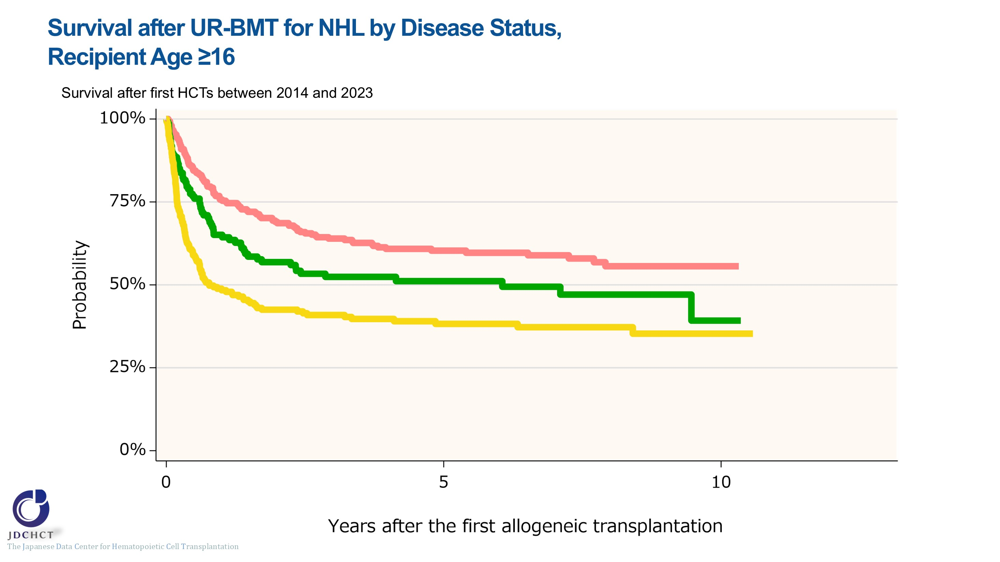 Survival after UR-BMT for NHL by Disease Status,
Recipient Age ≥16
Survival after first HCTs between 2014 and 2023
100%
75%
50%
25%
0%
Probability
0
5
10
Years after the first allogeneic transplantation
JDCHCT
The Japanese Data Center for Hematopoietic Cell Transplantation